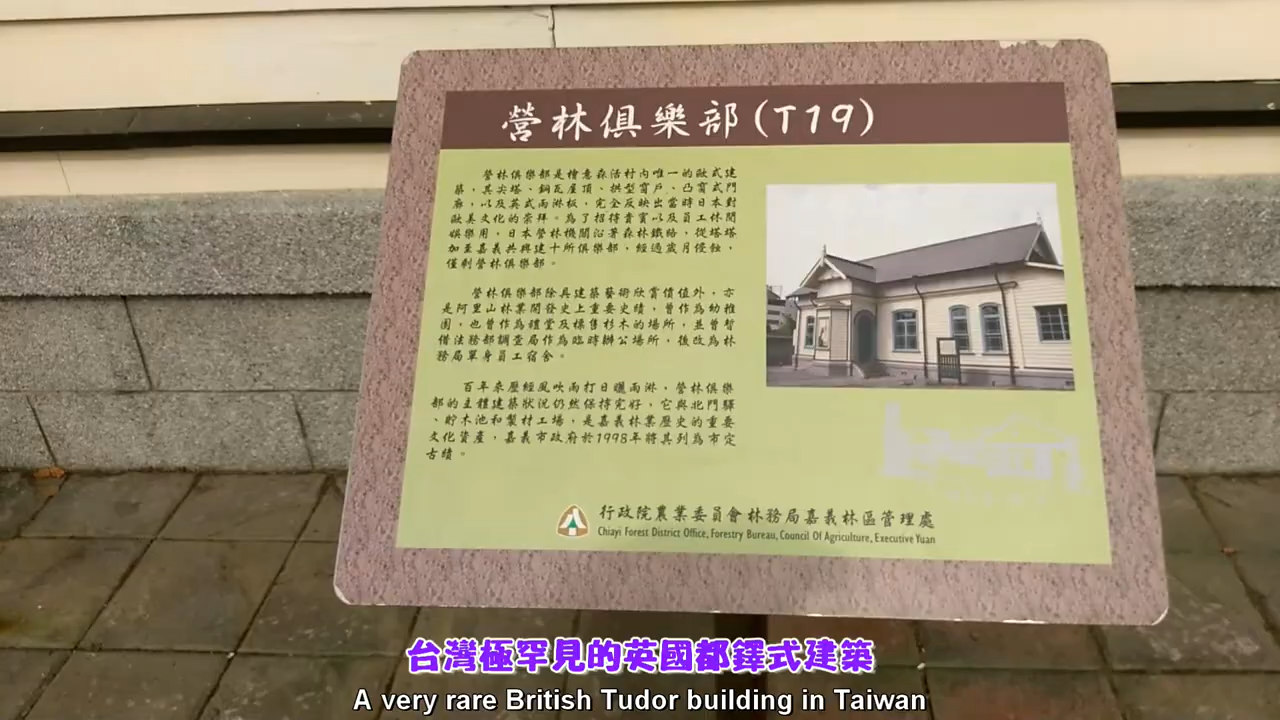 營林俱樂部(T19)
營林俱樂部是檜意森活村內唯一的歐式建
築，其尖塔、銅瓦屋頂、拱型窗戶、凸窗式門
廊，以及英式雨淋板，完全反映出當時日本對
歐美文化的崇拜。為了招待貴賓以及員工休閒
娛樂用，日本營林機關沿著森林鐵路，從塔塔
加至嘉義共興建十所俱樂部，經過歲月侵蝕，
僅剩營林俱樂部。
營林俱樂部除具建築藝術欣賞價值外，亦
是阿里山林業開發史上重要史蹟，曾作為幼稚
園，也曾作為禮堂及標售杉木的場所，並曾暫
借法務部調查局作為臨時辦公場所，後改為林
務局單身員工宿舍。
百年來歷經風吹雨打日曬雨淋，營林俱樂
部的主體建築狀況仍然保持完好，它與北門驛
、貯木池和製材工場，是嘉義林業歷史的重要
文化資產，嘉義市政府於1998年將其列為市定
古蹟。
行政院農業委員會林務局嘉義林區管理處
Chiayi Forest District Office, Forestry Bureau, Council Of Agriculture, Executive Yuan
台灣極罕見的英國都鐸式建築
A very rare British Tudor building in Taiwan